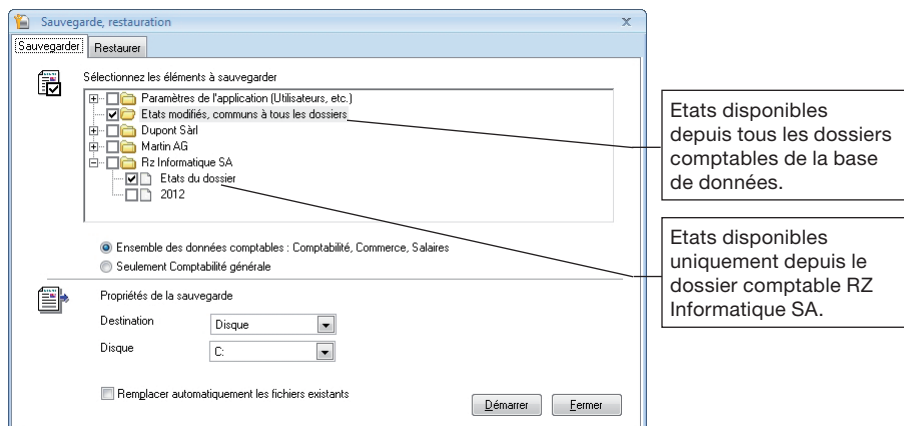 Sauvegarde, restauration
x
Sauvegarder Restaurer
Sélectionnez les éléments à sauvegarder
Paramètres de l'application (Utilisateurs, etc.)
Etats modifiés, communs à tous les dossiers
Dupont Sàrl
Martin AG
Rz Informatique SA
Etats du dossier
2012
Ensemble des données comptables : Comptabilité, Commerce, Salaires
Seulement Comptabilité générale
Propriétés de la sauvegarde
Destination Disque
Disque C:
Remplacer automatiquement les fichiers existants
Démarrer Fermer
Etats disponibles
depuis tous les dossiers
comptables de la base
de données.
Etats disponibles
uniquement depuis le
dossier comptable RZ
Informatique SA.